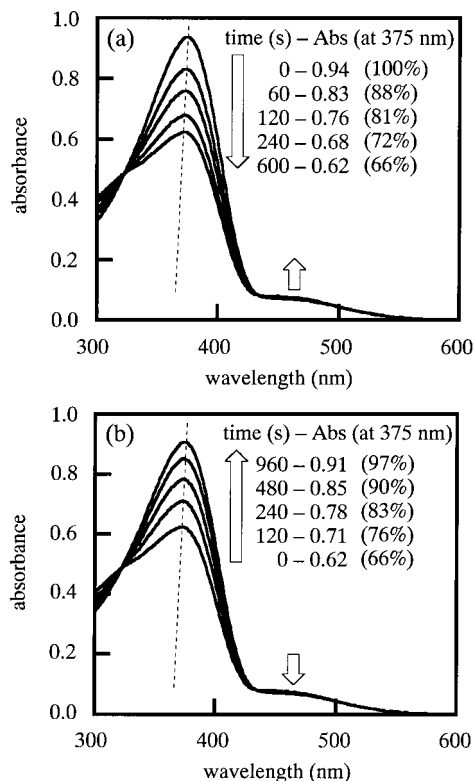 (a)
time (s) – Abs (at 375 nm)
0 – 0.94 (100%)
60 – 0.83 (88%)
120 – 0.76 (81%)
240 – 0.68 (72%)
600 – 0.62 (66%)
1.0
0.8
0.6
0.4
0.2
0.0
absorbance
300 400 500 600
wavelength (nm)
(b)
time (s) – Abs (at 375 nm)
960 – 0.91 (97%)
480 – 0.85 (90%)
240 – 0.78 (83%)
120 – 0.71 (76%)
0 – 0.62 (66%)
1.0
0.8
0.6
0.4
0.2
0.0
absorbance
300 400 500 600
wavelength (nm)